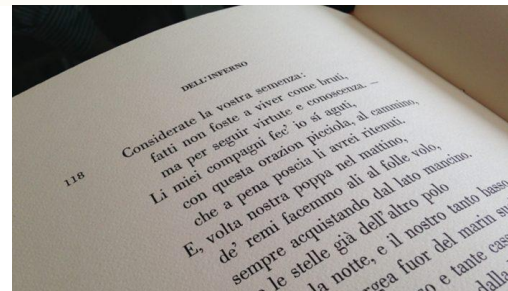 DELL'INFERNO
Considerate la vostra semenza:
fatti non foste a viver come bruti,
ma per seguir virtute e conoscenza. —
118
Li miei compagni fec' io sì aguti,
con questa orazion picciola, al cammino,
che a pena poscia li avrei ritenuti.
E, volta nostra poppa nel mattino,
de' remi facemmo ali al folle volo,
sempre acquistando dal lato mancino.
le stelle già dell'altro polo
la notte, e il nostro tanto basso
fuor del marin su
e tante cass
dalla